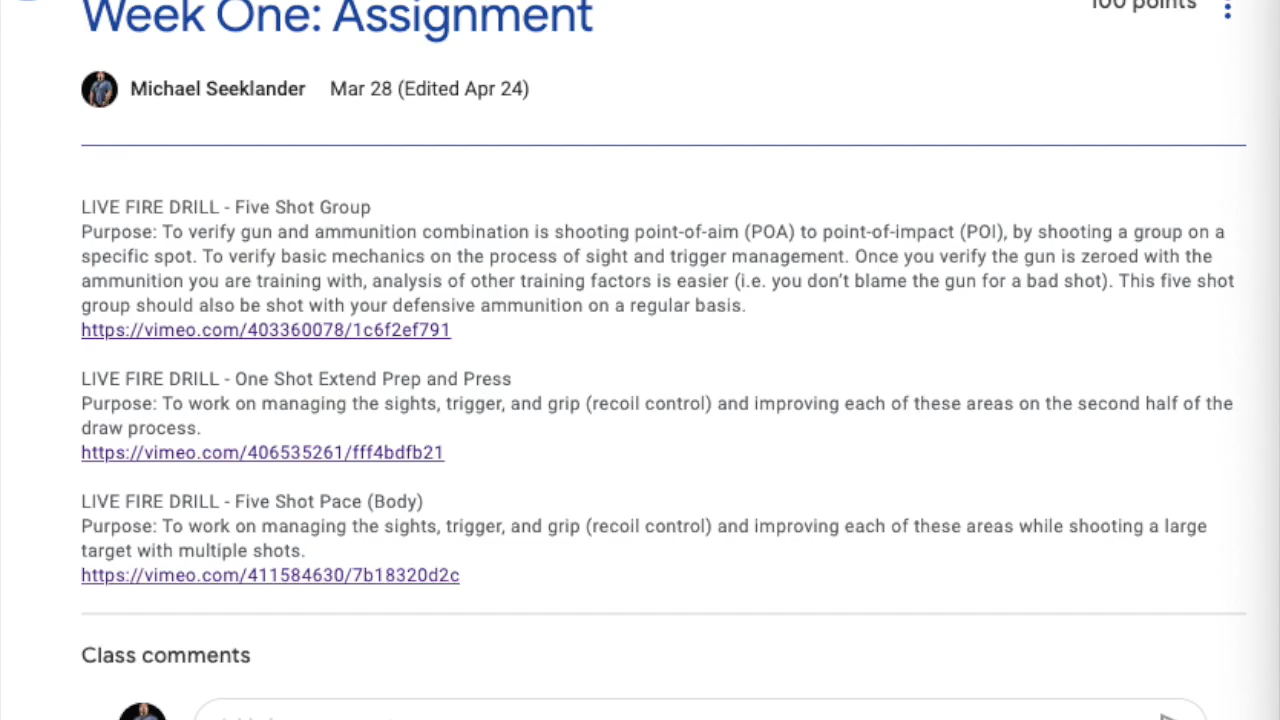 Week One: Assignment
100 points
Michael Seeklander Mar 28 (Edited Apr 24)
LIVE FIRE DRILL - Five Shot Group
Purpose: To verify gun and ammunition combination is shooting point-of-aim (POA) to point-of-impact (POI), by shooting a group on a
specific spot. To verify basic mechanics on the process of sight and trigger management. Once you verify the gun is zeroed with the
ammunition you are training with, analysis of other training factors is easier (i.e. you don’t blame the gun for a bad shot). This five shot
group should also be shot with your defensive ammunition on a regular basis.
https://vimeo.com/403360078/1c6f2ef791
LIVE FIRE DRILL - One Shot Extend Prep and Press
Purpose: To work on managing the sights, trigger, and grip (recoil control) and improving each of these areas on the second half of the
draw process.
https://vimeo.com/406535261/fff4bdfb21
LIVE FIRE DRILL - Five Shot Pace (Body)
Purpose: To work on managing the sights, trigger, and grip (recoil control) and improving each of these areas while shooting a large
target with multiple shots.
https://vimeo.com/411584630/7b18320d2c
Class comments